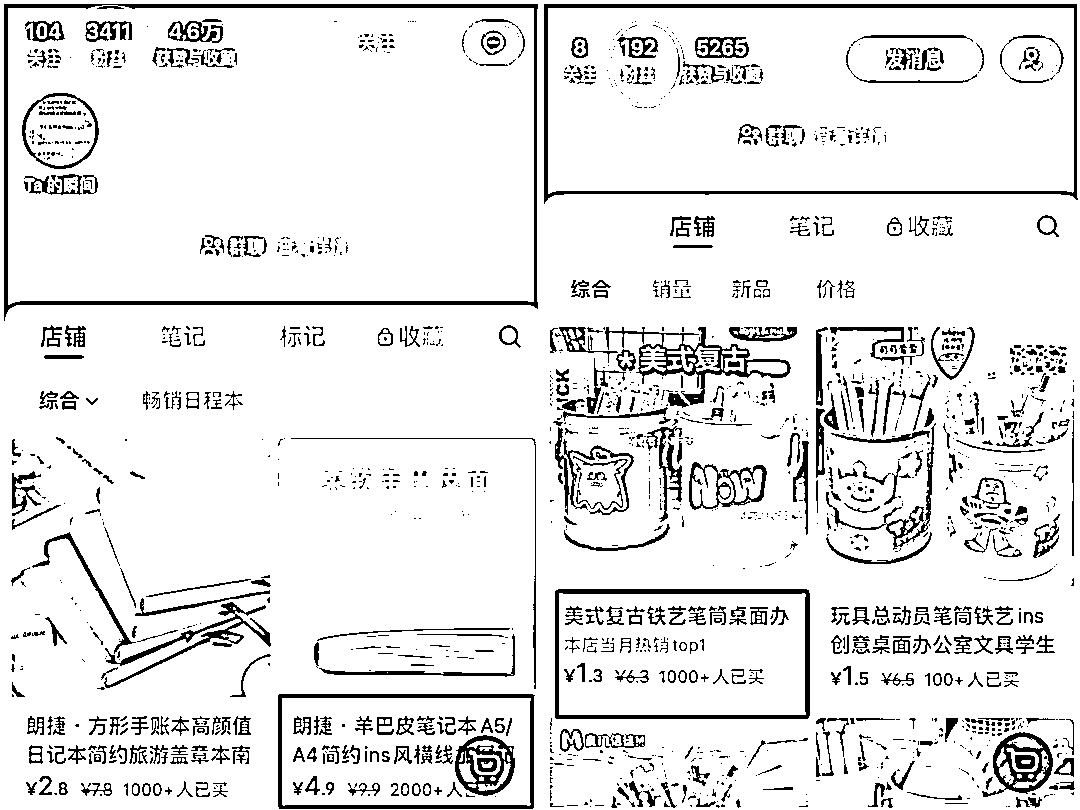 104 3411 4.6万
关注 粉丝 获赞与收藏
关注
Ta的瞬间
群聊
店铺 笔记 标记 收藏
综合 畅销日程本
朗捷·方形手账本高颜值
日记本简约旅游盖章本南
¥2.8 ¥7.8 1000+人已买
朗捷·羊巴皮笔记本A5/
A4简约ins风横线
¥4.9 ¥9.9 2000+人已
8 192 5265
关注 粉丝 获赞与收藏
发消息
群聊
店铺 笔记 收藏
综合 销量 新品 价格
*美式复古
NOW
美式复古铁艺笔筒桌面办
本店当月热销top1
¥1.3 ¥6.3 1000+人已买
玩具总动员笔筒铁艺ins
创意桌面办公室文具学生
¥1.5 ¥6.5 100+人已买